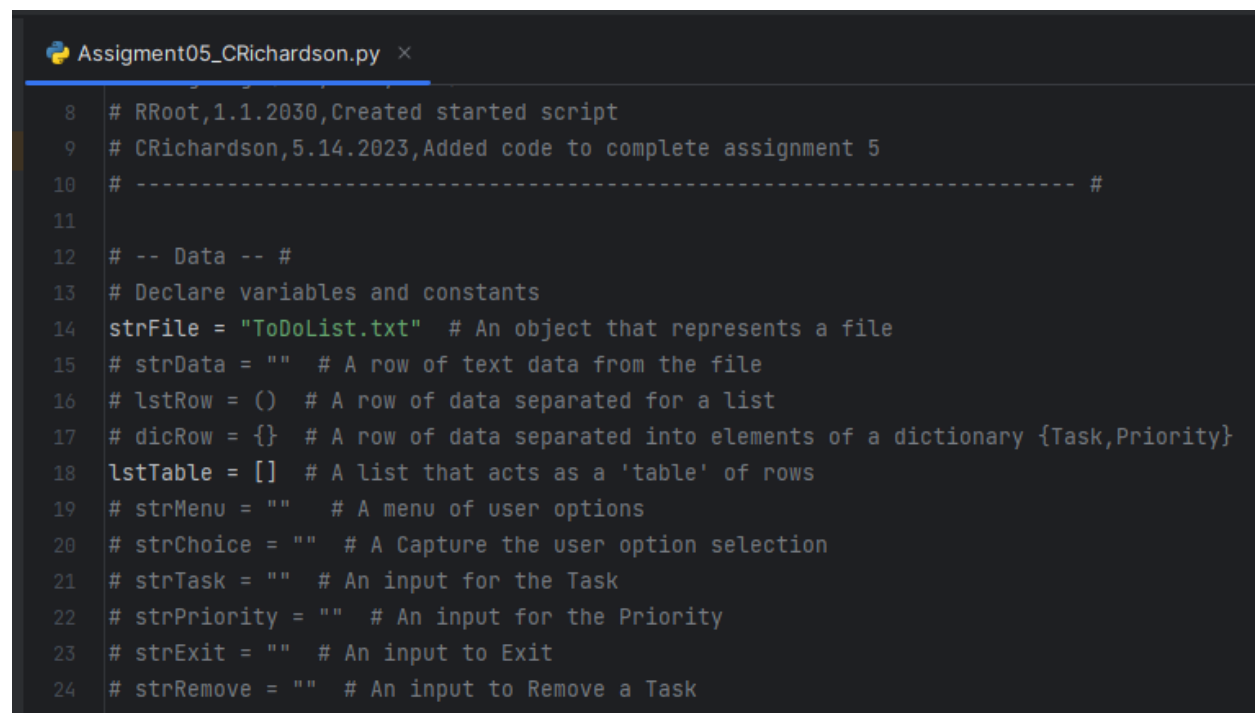 Assigment05_CRichardson.py ×
8 # RRoot,1.1.2030,Created started script
9 # CRichardson,5.14.2023,Added code to complete assignment 5
10 # ------------------------------------------------------------------------ #
11
12 # -- Data -- #
13 # Declare variables and constants
14 strFile = "ToDoList.txt"  # An object that represents a file
15 # strData = ""  # A row of text data from the file
16 # lstRow = ()  # A row of data separated for a list
17 # dicRow = {}  # A row of data separated into elements of a dictionary {Task,Priority}
18 lstTable = []  # A list that acts as a 'table' of rows
19 # strMenu = ""   # A menu of user options
20 # strChoice = ""  # A Capture the user option selection
21 # strTask = ""  # An input for the Task
22 # strPriority = ""  # An input for the Priority
23 # strExit = ""  # An input to Exit
24 # strRemove = ""  # An input to Remove a Task